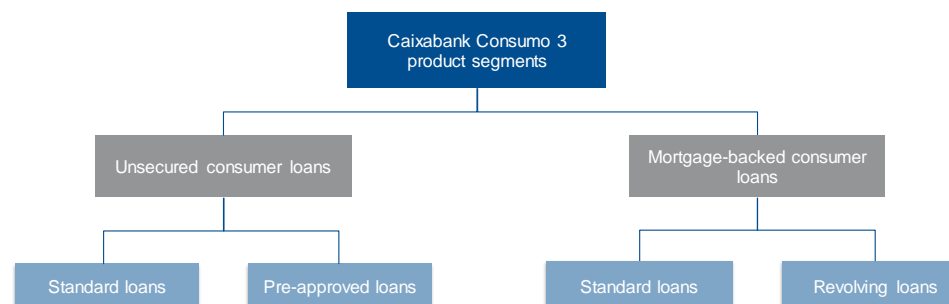 Caixabank Consumo 3
product segments
Unsecured consumer loans
Mortgage-backed consumer
loans
Standard loans
Pre-approved loans
Standard loans
Revolving loans